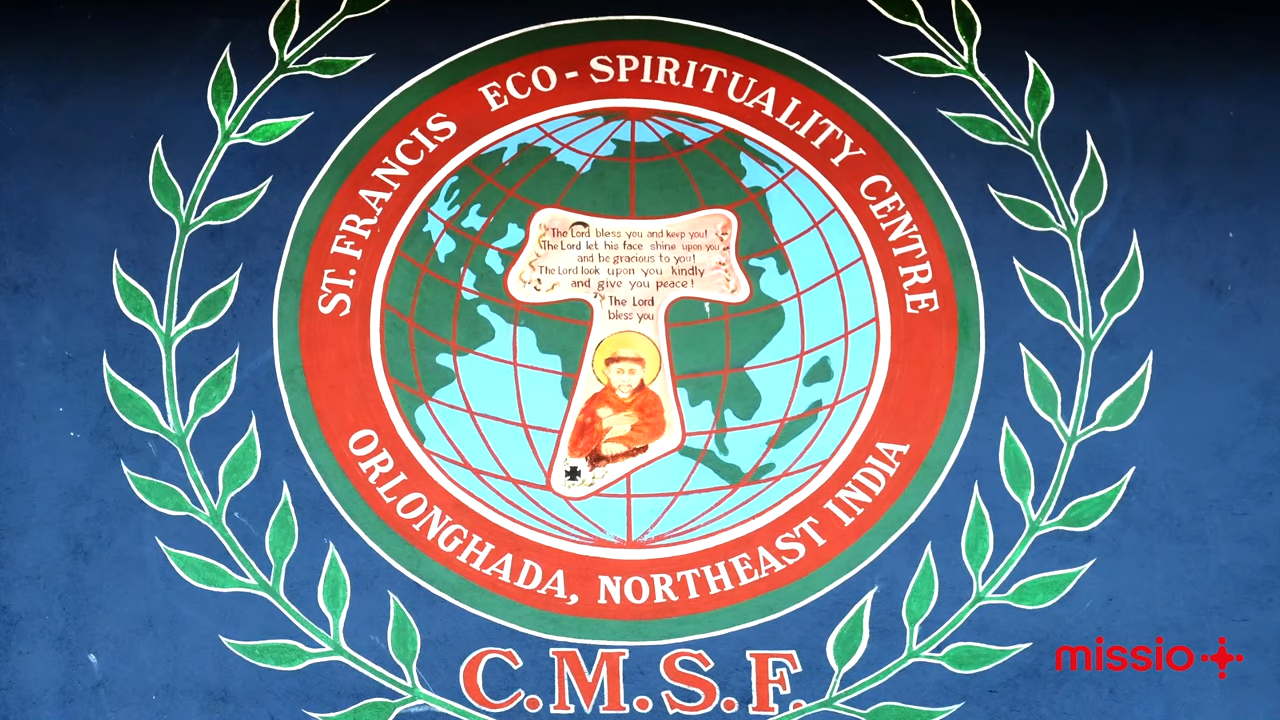 ST. FRANCIS ECO - SPIRITUALITY CENTRE
The Lord bless you and keep you!
The Lord let his face shine upon you
and be gracious to you!
The Lord look upon you kindly
and give you peace!
The Lord
bless you
ORLONGHADA, NORTHEAST INDIA
C.M.S.F.
missio